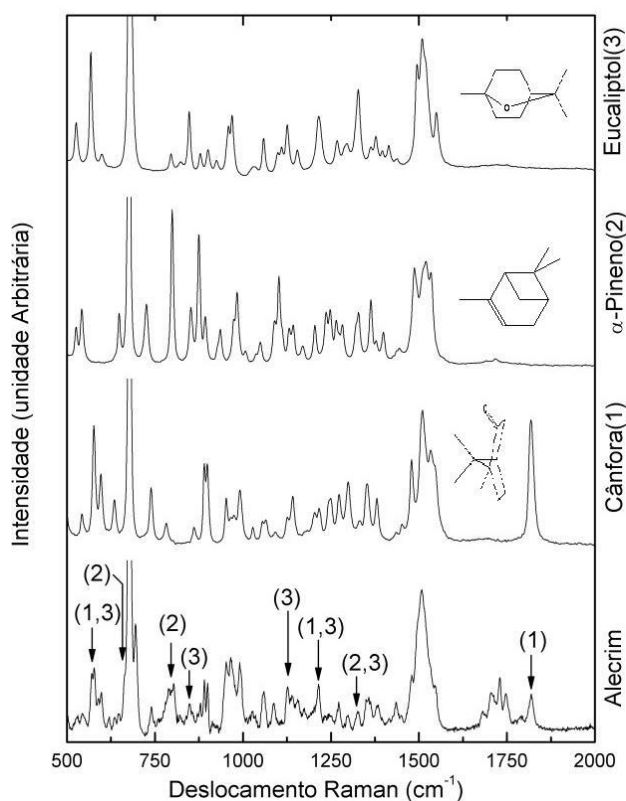 Intensidade (unidade Arbitrária)
Eucaliptol(3)
O
α-Pineno(2)
Cânfora(1)
Alecrim
(2)
(1,3)
(2)
(3)
(3)
(1,3)
(2,3)
(1)
500 750 1000 1250 1500 1750 2000
Deslocamento Raman (cm⁻¹)